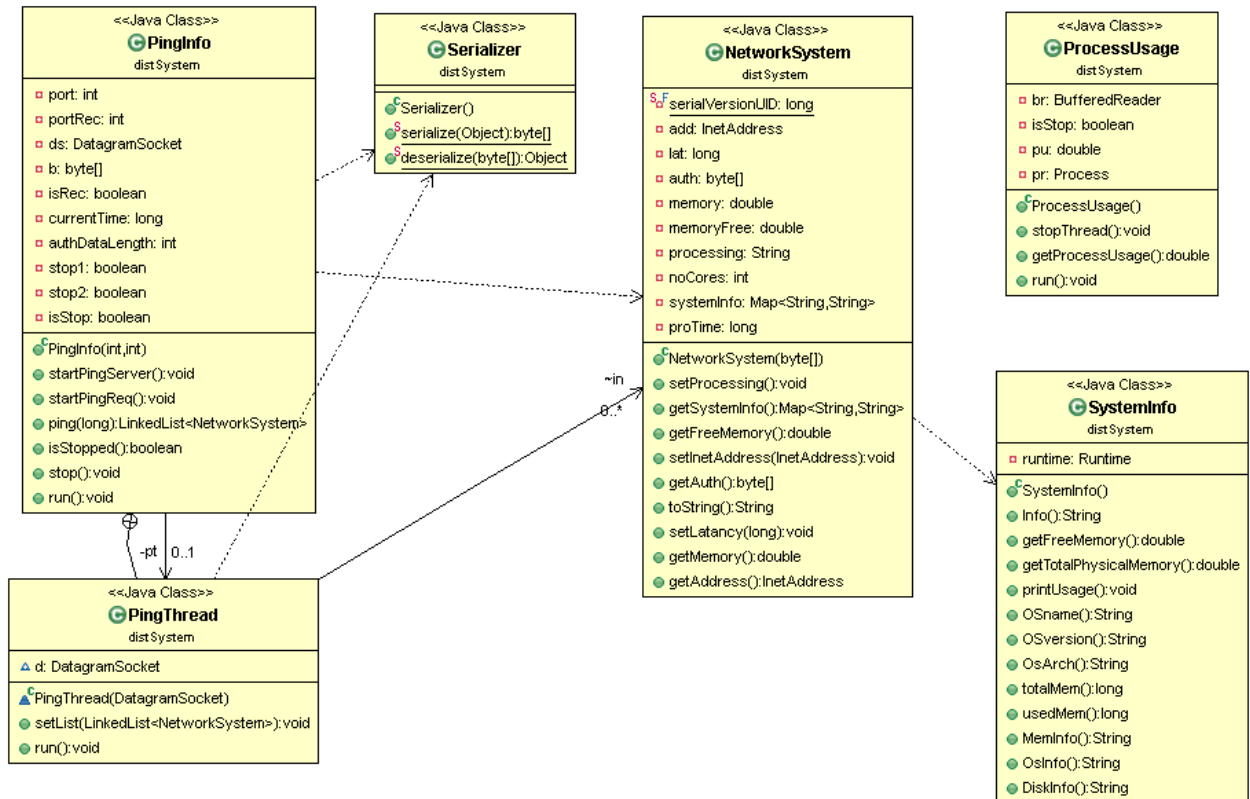 <<Java Class>>
PingInfo
distSystem
port: int
portRec: int
ds: DatagramSocket
b: byte[]
isRec: boolean
currentTime: long
authDataLength: int
stop1: boolean
stop2: boolean
isStop: boolean
PingInfo(int,int)
startPingServer():void
startPingReq():void
ping(long):LinkedList<NetworkSystem>
isStopped():boolean
stop():void
run():void
<<Java Class>>
Serializer
distSystem
Serializer()
serialize(Object):byte[]
deserialize(byte[]):Object
<<Java Class>>
NetworkSystem
distSystem
serialVersionUID: long
add: InetAddress
lat: long
auth: byte[]
memory: double
memoryFree: double
processing: String
noCores: int
systemInfo: Map<String,String>
proTime: long
NetworkSystem(byte[])
setProcessing():void
getSystemInfo():Map<String,String>
getFreeMemory():double
setInetAddress(InetAddress):void
getAuth():byte[]
toString():String
setLatancy(long):void
getMemory():double
getAddress():InetAddress
<<Java Class>>
ProcessUsage
distSystem
br: BufferedReader
isStop: boolean
pu: double
pr: Process
ProcessUsage()
stopThread():void
getProcessUsage():double
run():void
~in
0..*
-pt
0..1
<<Java Class>>
PingThread
distSystem
d: DatagramSocket
PingThread(DatagramSocket)
setList(LinkedList<NetworkSystem>):void
run():void
<<Java Class>>
SystemInfo
distSystem
runtime: Runtime
SystemInfo()
Info():String
getFreeMemory():double
getTotalPhysicalMemory():double
printUsage():void
OSname():String
OSversion():String
OsArch():String
totalMem():long
usedMem():long
MemInfo():String
OsInfo():String
DiskInfo():String